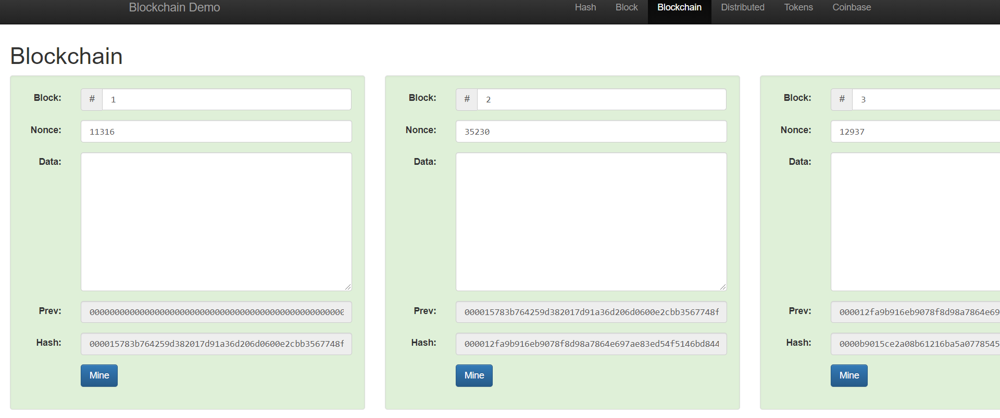 Blockchain Demo Hash Block Blockchain Distributed Tokens Coinbase
Blockchain
Block: # 1
Nonce: 11316
Data:
Prev: 000000000000000000000000000000000000000000000000000000000000
Hash: 000015783b764259d382017d91a36d206d0600e2cbb3567748f
Mine
Block: # 2
Nonce: 35230
Data:
Prev: 000015783b764259d382017d91a36d206d0600e2cbb3567748f
Hash: 000012fa9b916eb9078f8d98a7864e697ae83ed54f5146bd844
Mine
Block: # 3
Nonce: 12937
Data:
Prev: 000012fa9b916eb9078f8d98a7864e69
Hash: 0000b9015ce2a08b61216ba5a0778545
Mine